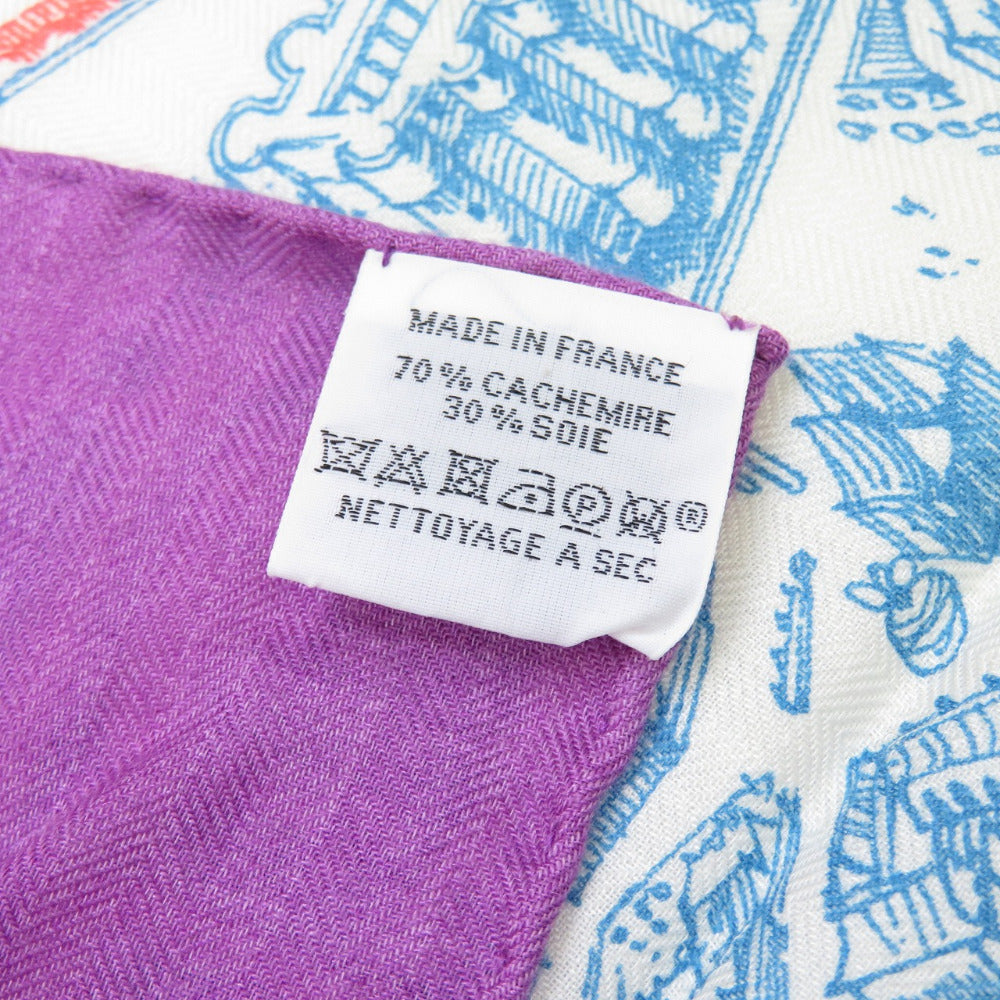 MADE IN FRANCE
70% CACHEMIRE
30% SOIE
P ®
NETTOYAGE A SEC